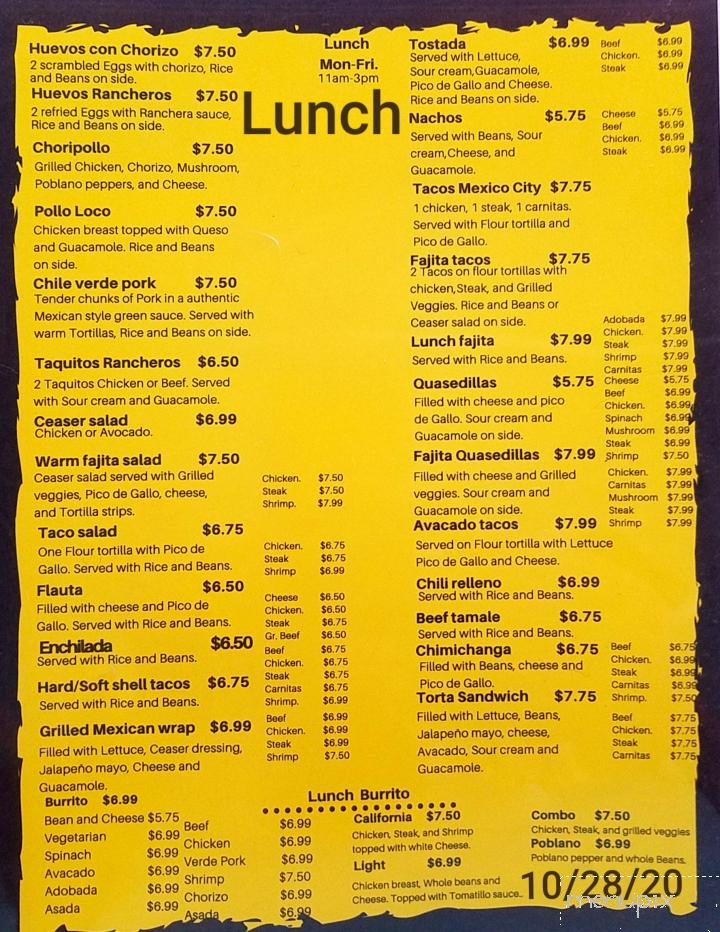 Huevos con Chorizo $7.50
2 scrambled Eggs with chorizo, Rice
and Beans on side.
Huevos Rancheros $7.50
2 refried Eggs with Ranchera sauce,
Rice and Beans on side.
Choripollo $7.50
Grilled Chicken, Chorizo, Mushroom,
Poblano peppers, and Cheese.
Pollo Loco $7.50
Chicken breast topped with Queso
and Guacamole. Rice and Beans
on side.
Chile verde pork $7.50
Tender chunks of Pork in a authentic
Mexican style green sauce. Served with
warm Tortillas, Rice and Beans on side.
Taquitos Rancheros $6.50
2 Taquitos Chicken or Beef. Served
with Sour cream and Guacamole.
Ceaser salad $6.99
Chicken or Avocado.
Warm fajita salad $7.50
Ceaser salad served with Grilled
veggies, Pico de Gallo, cheese,
and Tortilla strips.
Chicken. $7.50
Steak $7.50
Shrimp. $7.99
Taco salad $6.75
One Flour tortilla with Pico de
Gallo. Served with Rice and Beans.
Chicken. $6.75
Steak $6.75
Shrimp $6.99
Flauta $6.50
Filled with cheese and Pico de
Gallo. Served with Rice and Beans.
Cheese $6.50
Chicken. $6.50
Steak $6.75
Gr. Beef $6.50
Enchilada $6.50
Served with Rice and Beans.
Beef $6.75
Chicken. $6.75
Steak $6.75
Carnitas $6.75
Shrimp. $6.99
Hard/Soft shell tacos $6.75
Served with Rice and Beans.
Grilled Mexican wrap $6.99
Filled with Lettuce, Ceaser dressing,
Jalapeño mayo, Cheese and
Guacamole.
Beef $6.99
Chicken. $6.99
Steak $6.99
Shrimp $7.50
Lunch
Mon-Fri.
11am-3pm
Lunch
Tostada $6.99
Served with Lettuce,
Sour cream,Guacamole,
Pico de Gallo and Cheese.
Rice and Beans on side.
Beef $6.99
Chicken. $6.99
Steak $6.99
Nachos $5.75
Served with Beans, Sour
cream,Cheese, and
Guacamole.
Cheese $5.75
Beef $6.99
Chicken. $6.99
Steak $6.99
Tacos Mexico City $7.75
1 chicken, 1 steak, 1 carnitas.
Served with Flour tortilla and
Pico de Gallo.
Fajita tacos $7.75
2 Tacos on flour tortillas with
chicken,Steak, and Grilled
Veggies. Rice and Beans or
Ceaser salad on side.
Lunch fajita $7.99
Served with Rice and Beans.
Adobada $7.99
Chicken. $7.99
Steak $7.99
Shrimp $7.99
Carnitas $7.99
Quasedillas $5.75
Filled with cheese and pico
de Gallo. Sour cream and
Guacamole on side.
Cheese $5.75
Beef $6.99
Chicken. $6.99
Spinach $6.99
Mushroom $6.99
Steak $6.99
Shrimp $7.50
Fajita Quasedillas $7.99
Filled with cheese and Grilled
veggies. Sour cream and
Guacamole on side.
Chicken. $7.99
Carnitas $7.99
Mushroom $7.99
Steak $7.99
Shrimp $7.99
Avacado tacos $7.99
Served on Flour tortilla with Lettuce
Pico de Gallo and Cheese.
Chili relleno $6.99
Served with Rice and Beans.
Beef tamale $6.75
Served with Rice and Beans.
Chimichanga $6.75
Filled with Beans, cheese and
Pico de Gallo.
Beef $6.75
Chicken. $6.99
Steak $6.99
Carnitas $6.99
Shrimp. $7.50
Torta Sandwich $7.75
Filled with Lettuce, Beans,
Jalapeño mayo, cheese,
Avacado, Sour cream and
Guacamole.
Beef $7.75
Chicken. $7.75
Steak $7.75
Carnitas $7.75
Lunch Burrito
Burrito $6.99
Bean and Cheese $5.75
Vegetarian $6.99
Spinach $6.99
Avacado $6.99
Adobada $6.99
Asada $6.99
Beef $6.99
Chicken $6.99
Verde Pork $6.99
Shrimp $7.50
Chorizo $6.99
Asada $6.99
California $7.50
Chicken, Steak, and Shrimp
topped with white Cheese.
Light $6.99
Chicken breast, Whole beans and
Cheese. Topped with Tomatillo sauce.
Combo $7.50
Chicken, Steak, and grilled veggies
Poblano $6.99
Poblano pepper and whole Beans.
10/28/20
menupix